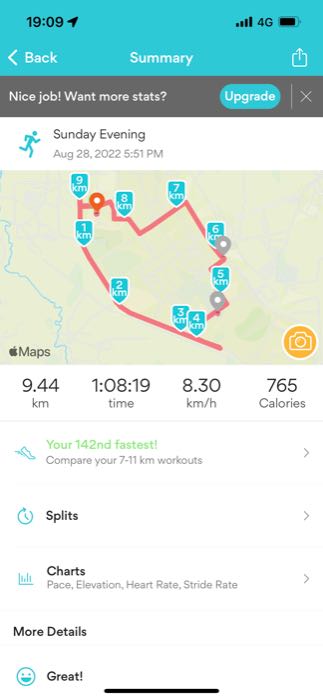 19:09
4G
Back
Summary
Nice job! Want more stats?
Upgrade
Sunday Evening
Aug 28, 2022 5:51 PM
9
km
8
km
7
km
1
km
6
km
5
km
2
km
3
km
4
km
Maps
9.44
km
1:08:19
time
8.30
km/h
765
Calories
Your 142nd fastest!
Compare your 7-11 km workouts
Splits
Charts
Pace, Elevation, Heart Rate, Stride Rate
More Details
Great!